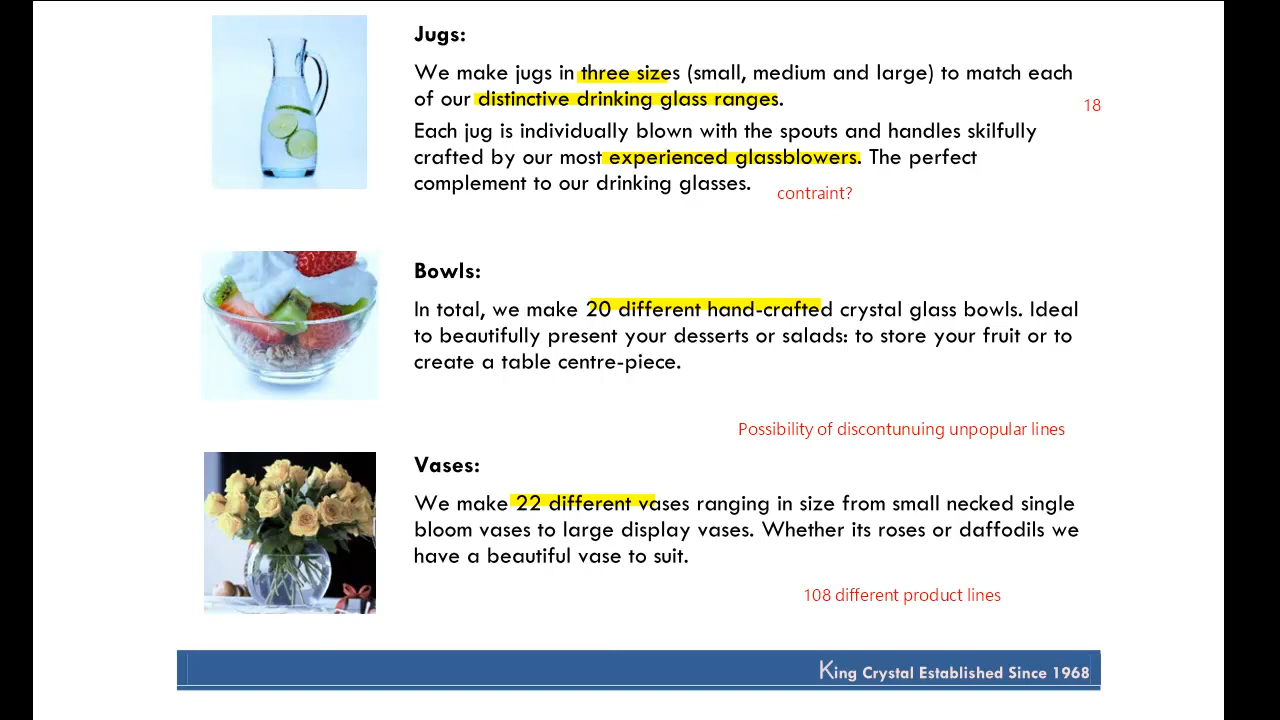 Jugs:
We make jugs in three sizes (small, medium and large) to match each
of our distinctive drinking glass ranges.
18
Each jug is individually blown with the spouts and handles skilfully
crafted by our most experienced glassblowers. The perfect
complement to our drinking glasses.
contraint?
Bowls:
In total, we make 20 different hand-crafted crystal glass bowls. Ideal
to beautifully present your desserts or salads: to store your fruit or to
create a table centre-piece.
Possibility of discontunuing unpopular lines
Vases:
We make 22 different vases ranging in size from small necked single
bloom vases to large display vases. Whether its roses or daffodils we
have a beautiful vase to suit.
108 different product lines
King Crystal Established Since 1968